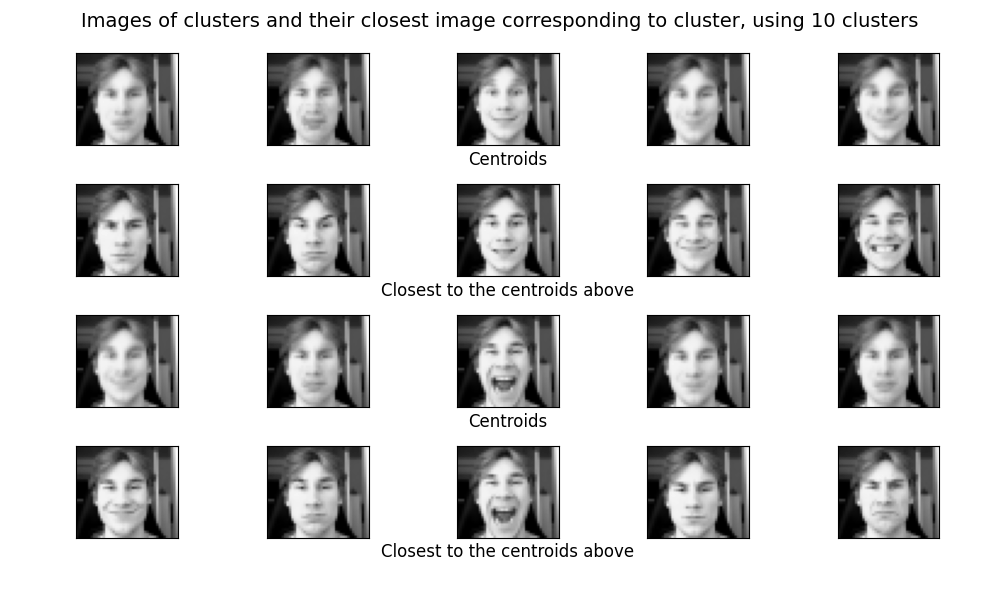 Images of clusters and their closest image corresponding to cluster, using 10 clusters
Centroids
Closest to the centroids above
Centroids
Closest to the centroids above